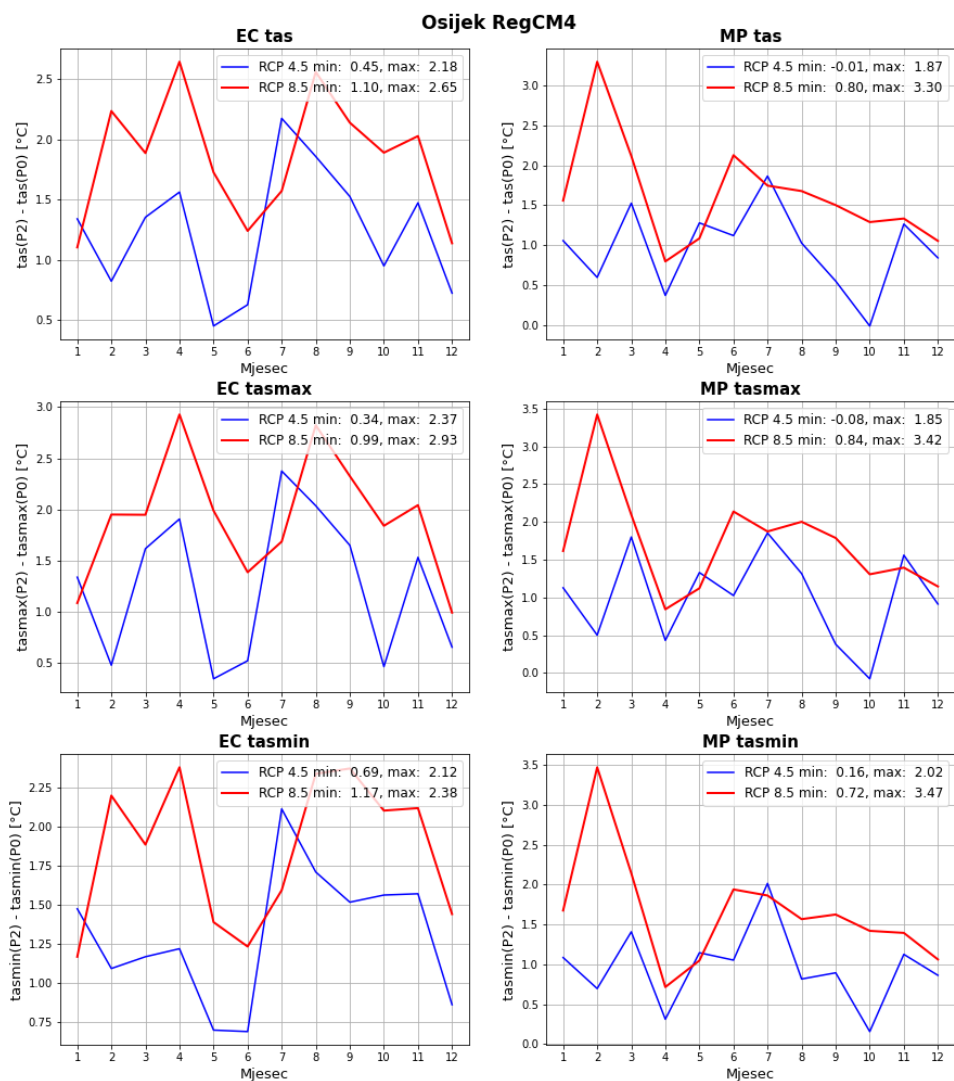 Osijek RegCM4
EC tas
RCP 4.5 min:  0.45, max:  2.18
RCP 8.5 min:  1.10, max:  2.65
tas(P2) - tas(P0) [°C]
2.5
2.0
1.5
1.0
0.5
1 2 3 4 5 6 7 8 9 10 11 12
Mjesec
MP tas
RCP 4.5 min: -0.01, max:  1.87
RCP 8.5 min:  0.80, max:  3.30
tas(P2) - tas(P0) [°C]
3.0
2.5
2.0
1.5
1.0
0.5
0.0
1 2 3 4 5 6 7 8 9 10 11 12
Mjesec
EC tasmax
RCP 4.5 min:  0.34, max:  2.37
RCP 8.5 min:  0.99, max:  2.93
tasmax(P2) - tasmax(P0) [°C]
3.0
2.5
2.0
1.5
1.0
0.5
1 2 3 4 5 6 7 8 9 10 11 12
Mjesec
MP tasmax
RCP 4.5 min: -0.08, max:  1.85
RCP 8.5 min:  0.84, max:  3.42
tasmax(P2) - tasmax(P0) [°C]
3.5
3.0
2.5
2.0
1.5
1.0
0.5
0.0
1 2 3 4 5 6 7 8 9 10 11 12
Mjesec
EC tasmin
RCP 4.5 min:  0.69, max:  2.12
RCP 8.5 min:  1.17, max:  2.38
tasmin(P2) - tasmin(P0) [°C]
2.25
2.00
1.75
1.50
1.25
1.00
0.75
1 2 3 4 5 6 7 8 9 10 11 12
Mjesec
MP tasmin
RCP 4.5 min:  0.16, max:  2.02
RCP 8.5 min:  0.72, max:  3.47
tasmin(P2) - tasmin(P0) [°C]
3.5
3.0
2.5
2.0
1.5
1.0
0.5
0.0
1 2 3 4 5 6 7 8 9 10 11 12
Mjesec